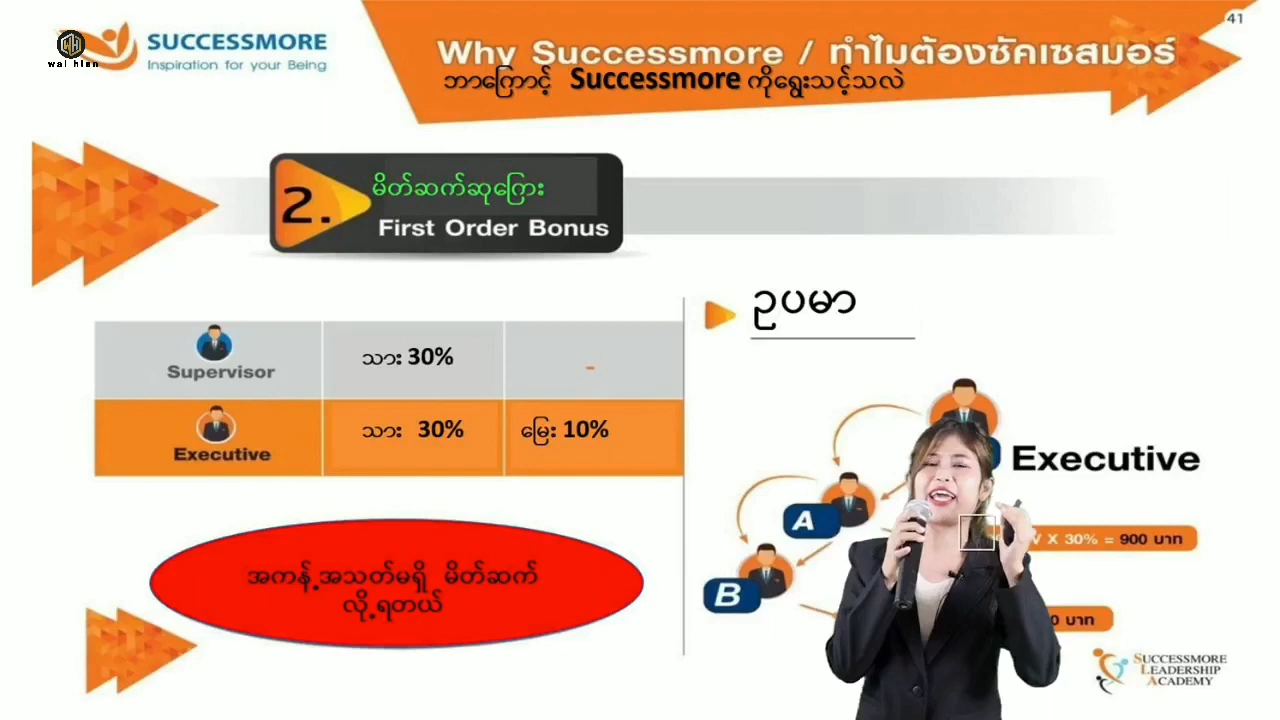 41
wai hlan
SUCCESSMORE
Inspiration for your Being
Why Successmore / ทำไมต้องซัคเซสมอร์
ဘာကြောင့် Successmore ကိုရွေးသင့်သလဲ
2.
မိတ်ဆက်ဆုကြေး
First Order Bonus
ဥပမာ
Supervisor
သား 30%
-
Executive
သား 30%
မြေး 10%
Executive
A
V X 30% = 900 บาท
B
0 บาท
အကန့်အသတ်မရှိ မိတ်ဆက်
လို့ရတယ်
SUCCESSMORE
LEADERSHIP
ACADEMY